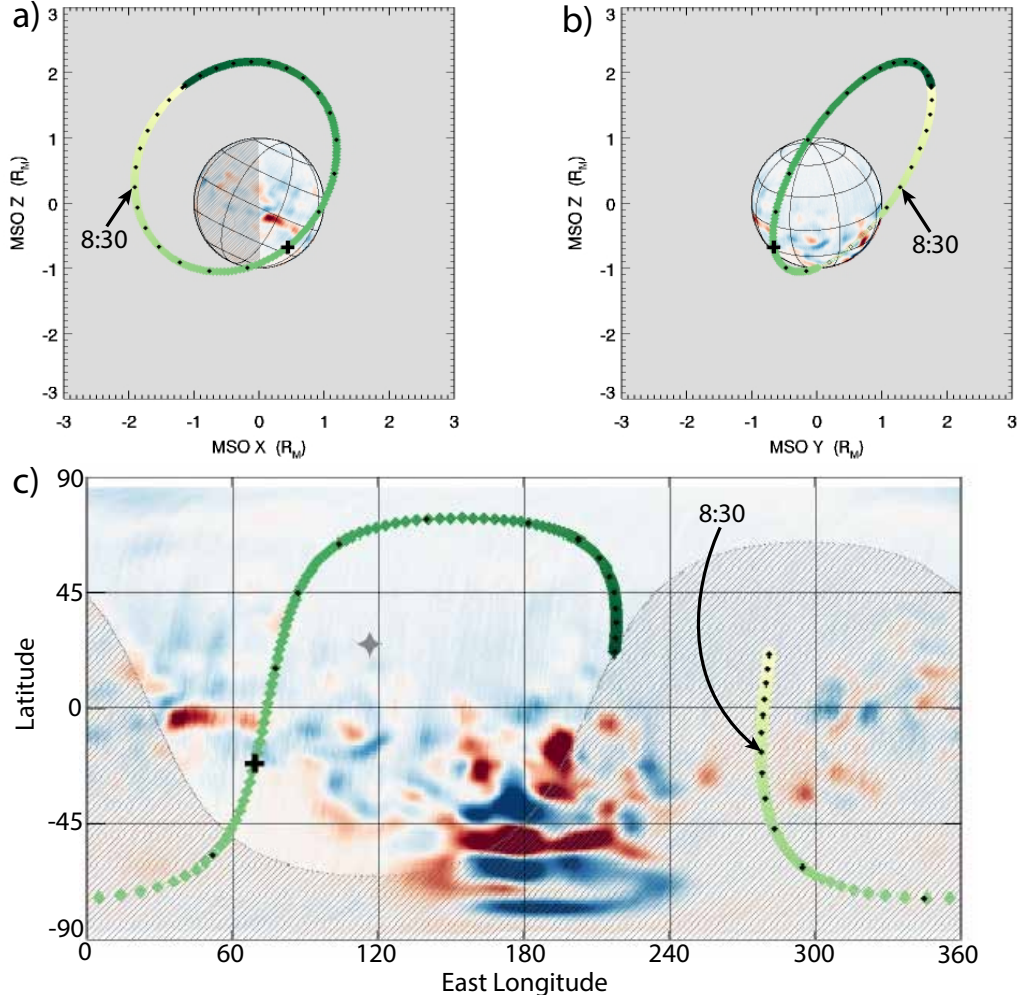 a)
3
2
1
0
-1
-2
-3
MSO Z (R_M)
8:30
-3 -2 -1 0 1 2 3
MSO X (R_M)
b)
3
2
1
0
-1
-2
-3
MSO Z (R_M)
8:30
-3 -2 -1 0 1 2 3
MSO Y (R_M)
c)
90
45
0
-45
-90
Latitude
8:30
0 60 120 180 240 300 360
East Longitude